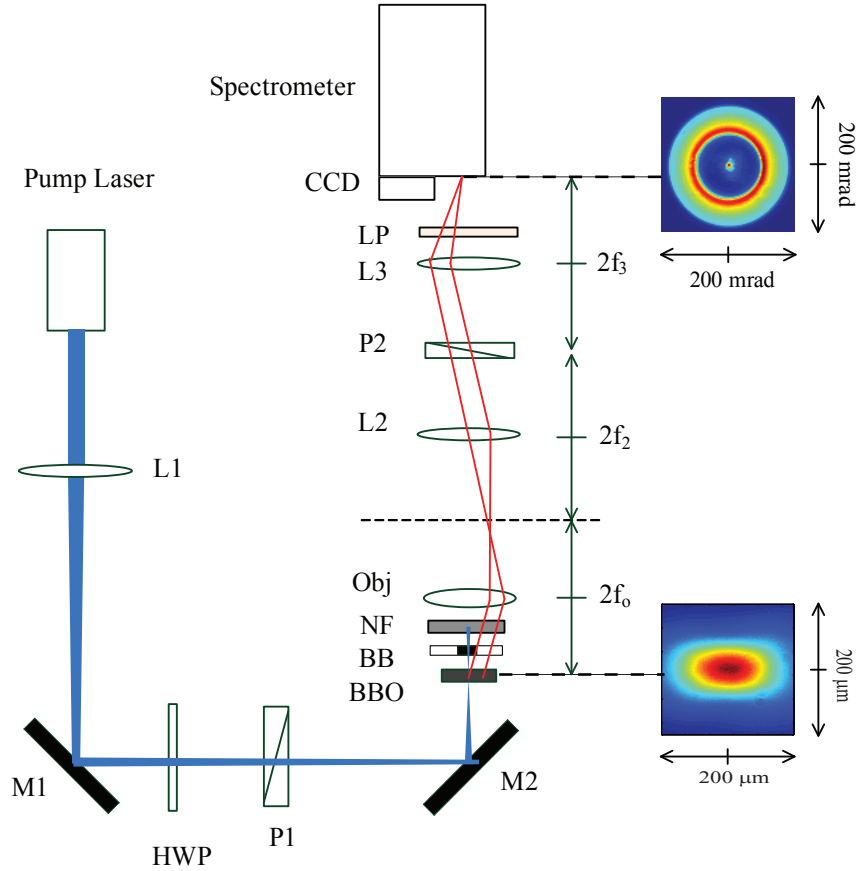 Spectrometer
Pump Laser
CCD
LP
L3
2f3
P2
L2
2f2
L1
Obj
NF
BB
BBO
2fo
M1
HWP
P1
M2
200 mrad
200 mrad
200 μm
200 μm